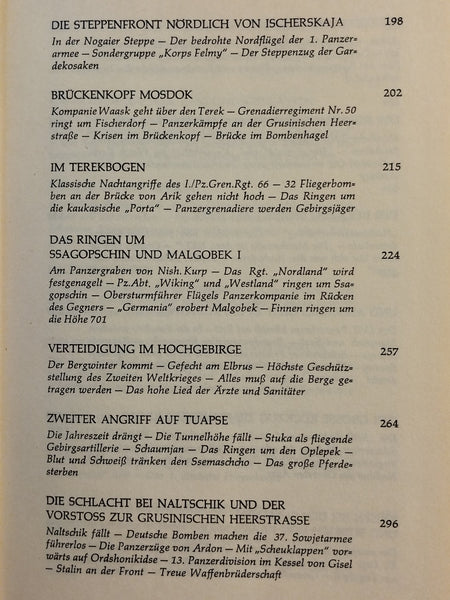 DIE STEPPENFRONT NÖRDLICH VON ISCHERSKAJA 198
In der Nogaier Steppe — Der bedrohte Nordflügel der 1. Panzer=
armee — Sondergruppe „Korps Felmy“ — Der Steppenzug der Gar=
dekosaken
BRÜCKENKOPF MOSDOK 202
Kompanie Waask geht über den Terek — Grenadierregiment Nr. 50
ringt um Fischerdorf — Panzerkämpfe an der Grusinischen Heer=
straße — Krisen im Brückenkopf — Brücke im Bombenhagel
IM TEREKBOGEN 215
Klassische Nachtangriffe des I./Pz.Gren.Rgt. 66 — 32 Fliegerbom=
ben an der Brücke von Arik gehen nicht hoch — Das Ringen um
die kaukasische „Porta“ — Panzergrenadiere werden Gebirgsjäger
DAS RINGEN UM
SSAGOPSCHIN UND MALGOBEK I 224
Am Panzergraben von Nish. Kurp — Das Rgt. „Nordland“ wird
festgenagelt — Pz.Abt. „Wiking“ und „Westland“ ringen um Ssa=
gopschin — Obersturmführer Flügels Panzerkompanie im Rücken
des Gegners — „Germania“ erobert Malgobek — Finnen ringen um
die Höhe 701
VERTEIDIGUNG IM HOCHGEBIRGE 257
Der Bergwinter kommt — Gefecht am Elbrus — Höchste Geschütz=
stellung des Zweiten Weltkrieges — Alles muß auf die Berge ge=
tragen werden — Das hohe Lied der Ärzte und Sanitäter
ZWEITER ANGRIFF AUF TUAPSE 264
Die Jahreszeit drängt — Die Tunnelhöhe fällt — Stuka als fliegende
Gebirgsartillerie — Schaumjan — Das Ringen um den Oplepek —
Blut und Schweiß tränken den Ssemaschcho — Das große Pferde=
sterben
DIE SCHLACHT BEI NALTSCHIK UND DER
VORSTOSS ZUR GRUSINISCHEN HEERSTRASSE 296
Naltschik fällt — Deutsche Bomben machen die 37. Sowjetarmee
führerlos — Die Panzerzüge von Ardon — Mit „Scheuklappen“ vor=
wärts auf Ordshonikidse — 13. Panzerdivision im Kessel von Gisel
— Stalin an der Front — Treue Waffenbrüderschaft